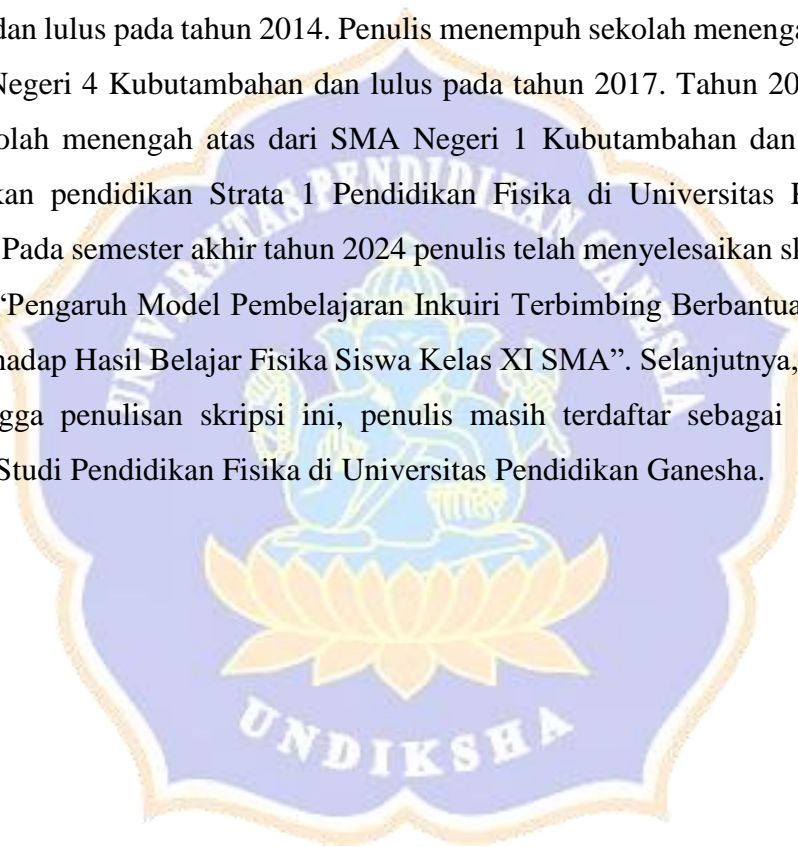 dan lulus pada tahun 2014. Penulis menempuh sekolah menenga
Negeri 4 Kubutambahan dan lulus pada tahun 2017. Tahun 20
olah menengah atas dari SMA Negeri 1 Kubutambahan dan
kan pendidikan Strata 1 Pendidikan Fisika di Universitas
Pada semester akhir tahun 2024 penulis telah menyelesaikan
“Pengaruh Model Pembelajaran Inkuiri Terbimbing Berbantua
hadap Hasil Belajar Fisika Siswa Kelas XI SMA”. Selanjutnya,
gga penulisan skripsi ini, penulis masih terdaftar sebagai
Studi Pendidikan Fisika di Universitas Pendidikan Ganesha.
UNIVERSITAS PENDIDIKAN GANESHA
UNDIKSHA